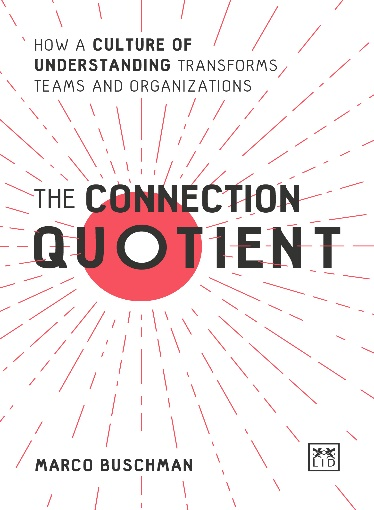 HOW A CULTURE OF
UNDERSTANDING TRANSFORMS
TEAMS AND ORGANIZATIONS
THE CONNECTION
QUOTIENT
MARCO BUSCHMAN
LID